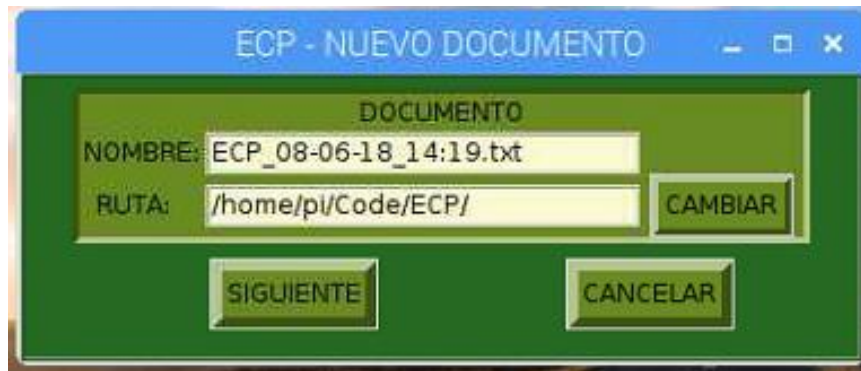 ECP - NUEVO DOCUMENTO
DOCUMENTO
NOMBRE: ECP_08-06-18_14:19.txt
RUTA: /home/pi/Code/ECP/ CAMBIAR
SIGUIENTE CANCELAR